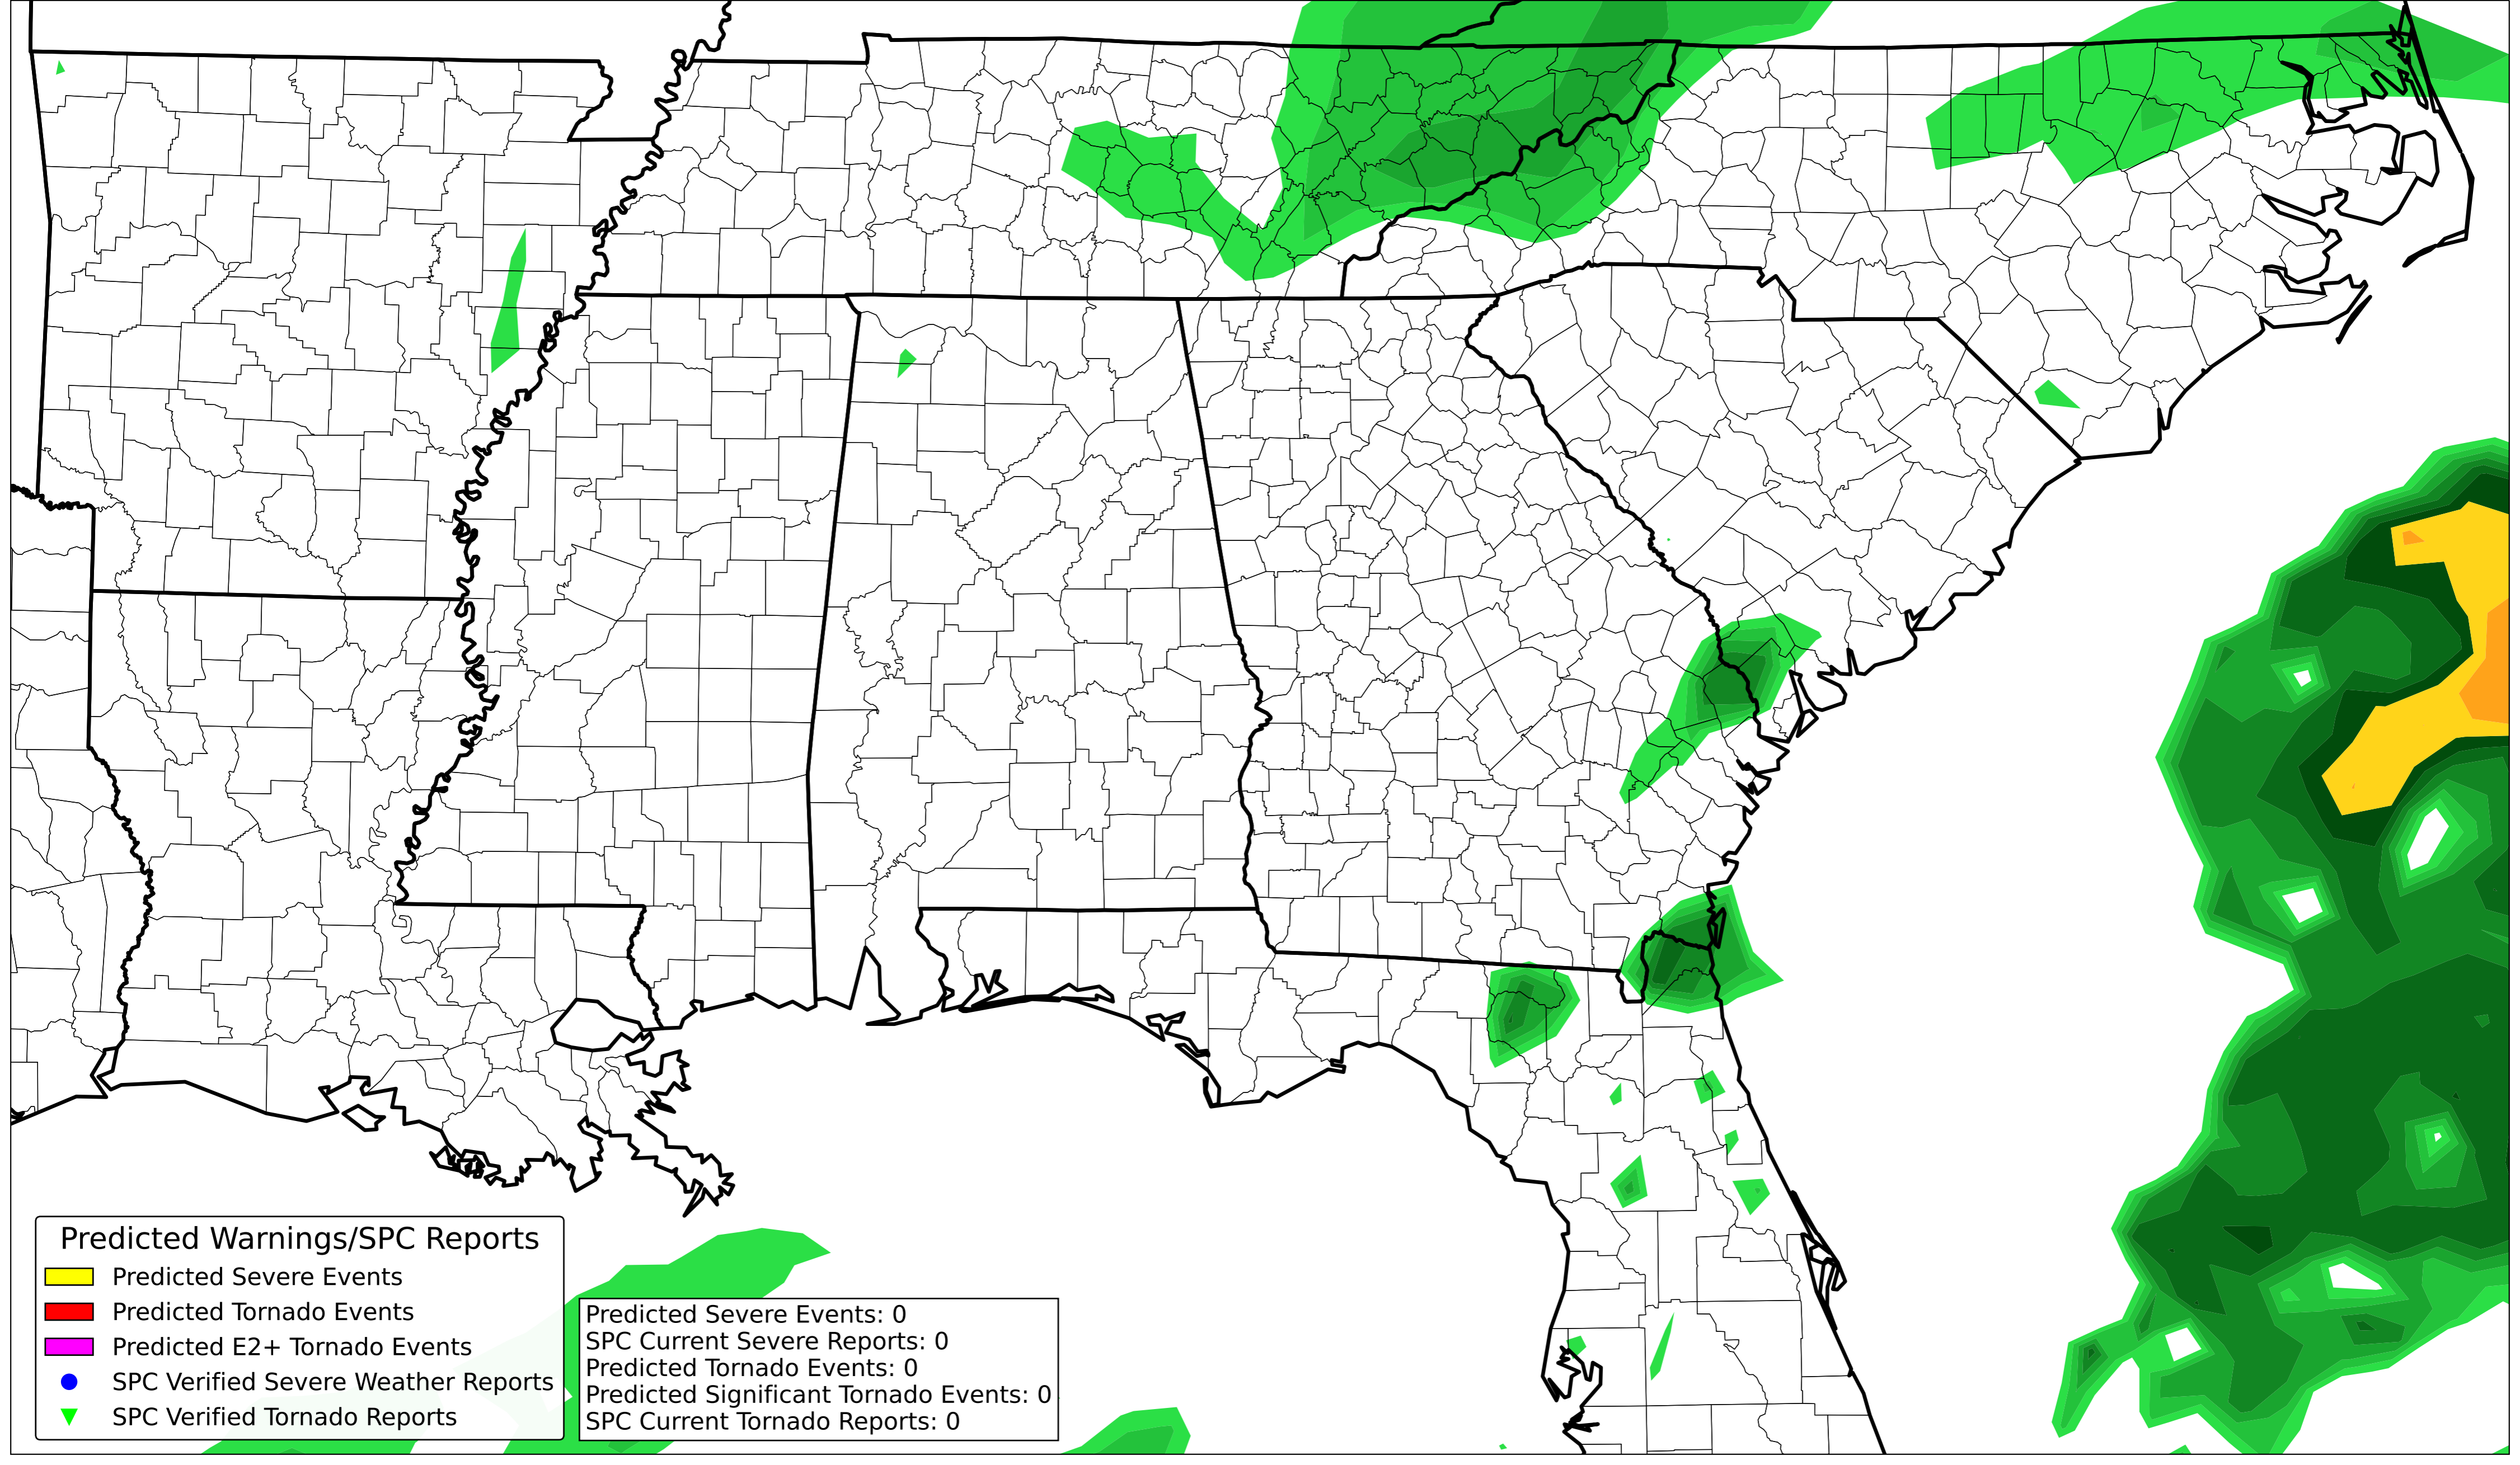 Predicted Warnings/SPC Reports
Predicted Severe Events
Predicted Tornado Events
Predicted E2+ Tornado Events
SPC Verified Severe Weather Reports
SPC Verified Tornado Reports
Predicted Severe Events: 0
SPC Current Severe Reports: 0
Predicted Tornado Events: 0
Predicted Significant Tornado Events: 0
SPC Current Tornado Reports: 0